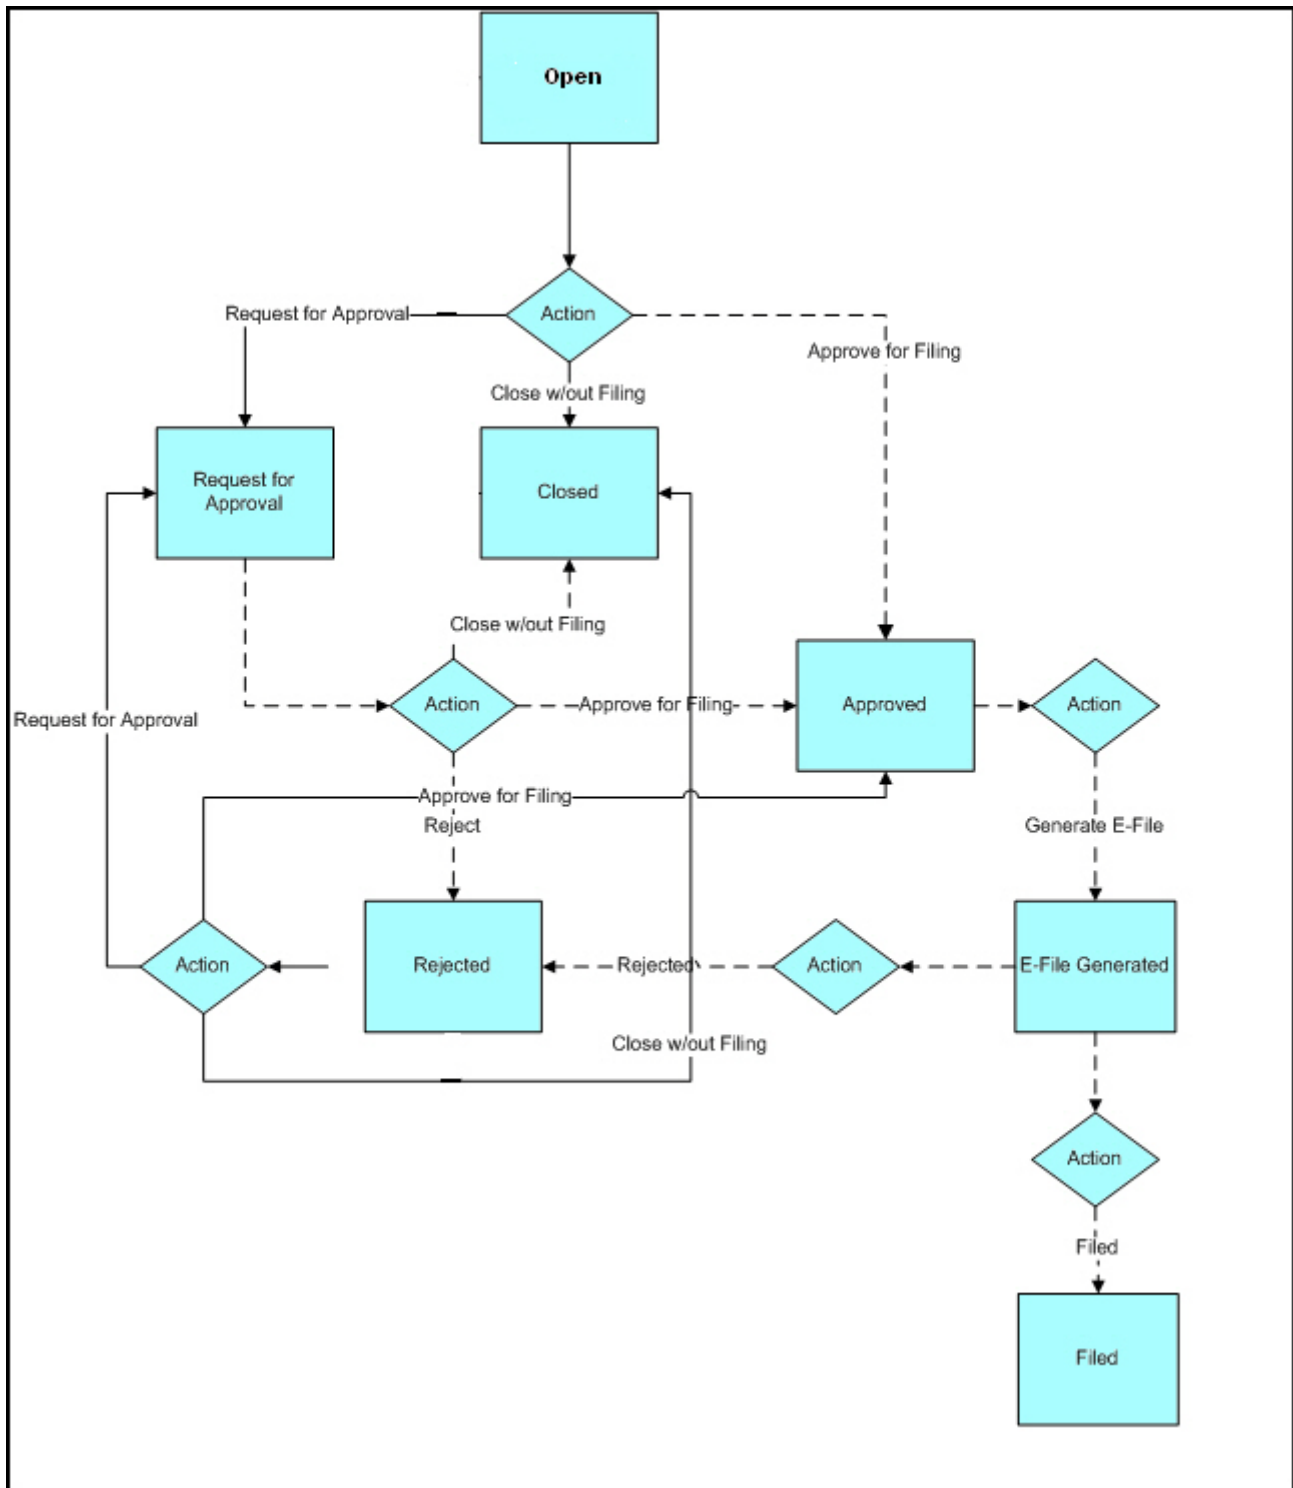 Open
Request for Approval
Action
Approve for Filing
Close w/out Filing
Request for
Approval
Closed
Close w/out Filing
Request for Approval
Action
Approve for Filing
Approved
Action
Approve for Filing
Reject
Generate E-File
Action
Rejected
Rejected
Action
E-File Generated
Close w/out Filing
Action
Filed
Filed